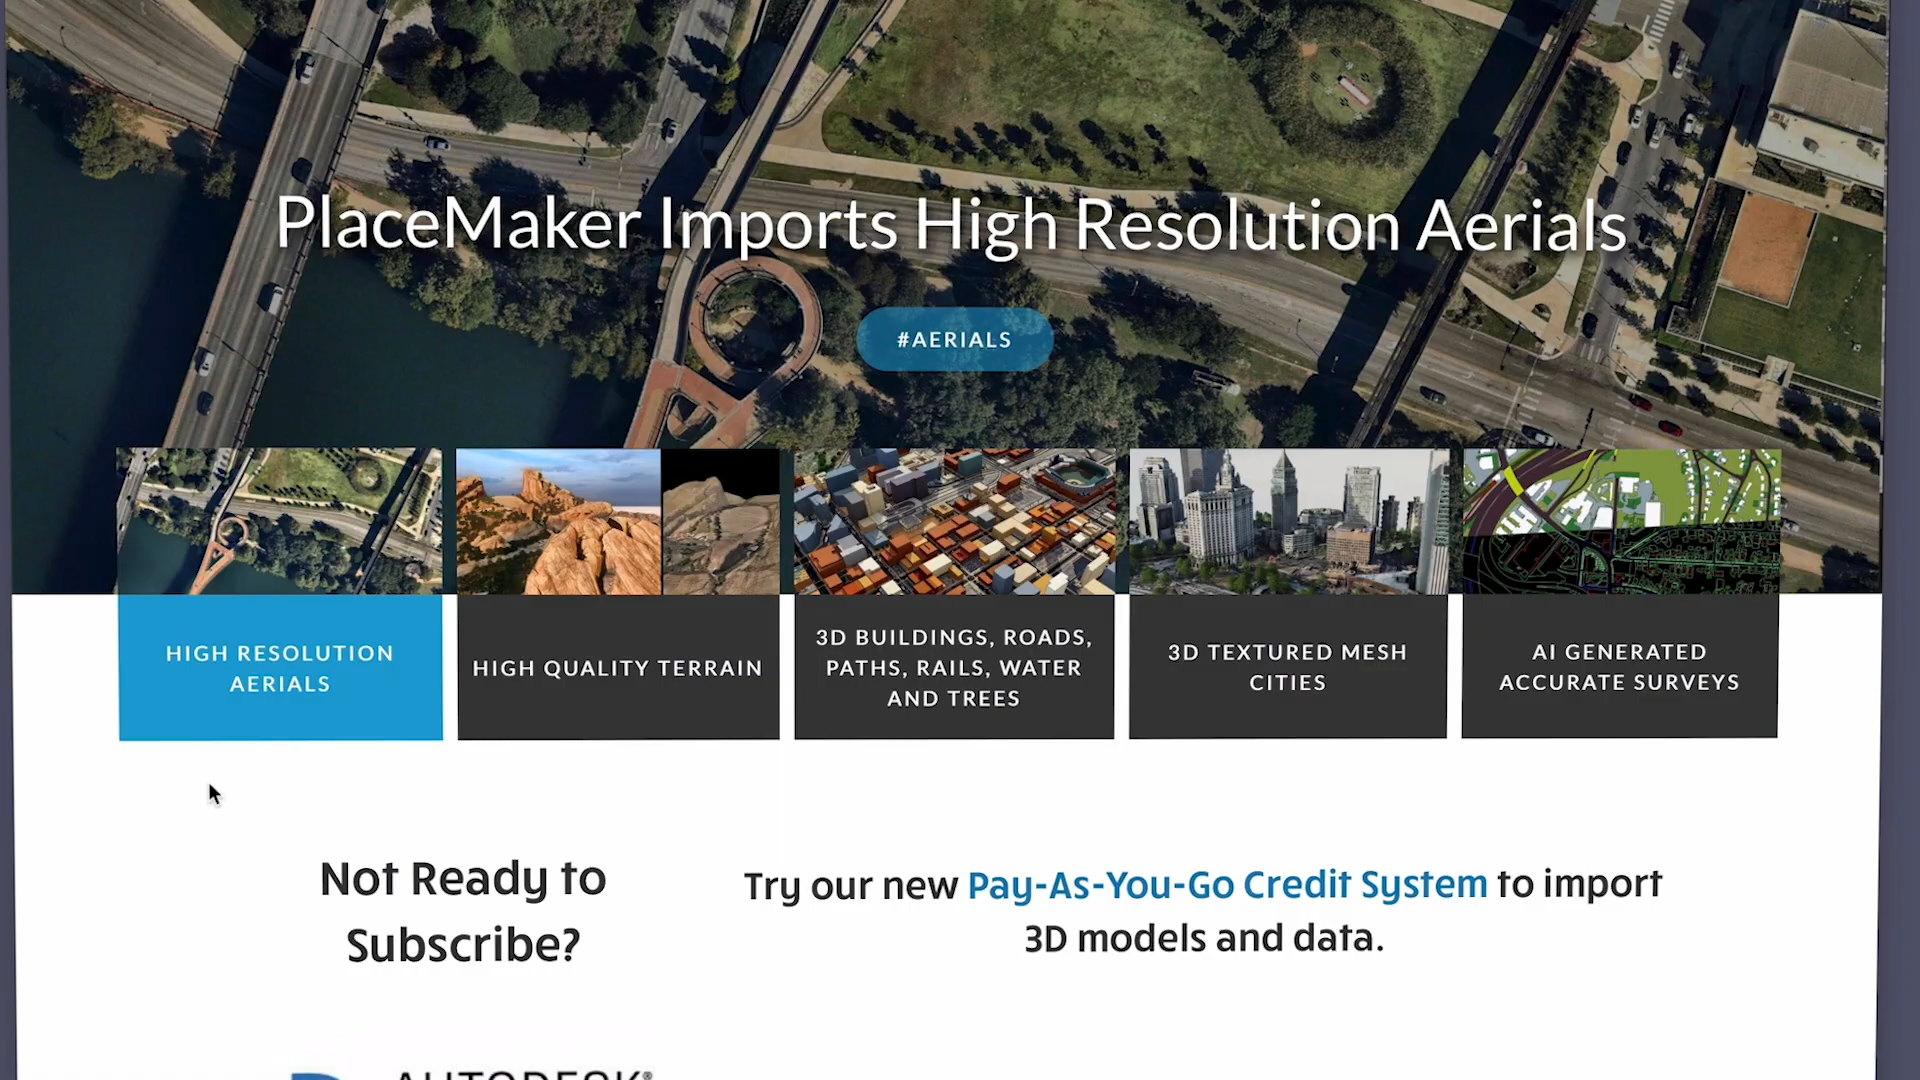 PlaceMaker Imports High Resolution Aerials
#AERIALS
HIGH RESOLUTION
AERIALS
HIGH QUALITY TERRAIN
3D BUILDINGS, ROADS,
PATHS, RAILS, WATER
AND TREES
3D TEXTURED MESH
CITIES
AI GENERATED
ACCURATE SURVEYS
Not Ready to
Subscribe?
Try our new Pay-As-You-Go Credit System to import
3D models and data.
AUTODESK®